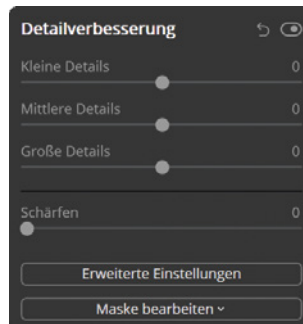 Detailverbesserung
Kleine Details 0
Mittlere Details 0
Große Details 0
Schärfen 0
Erweiterte Einstellungen
Maske bearbeiten